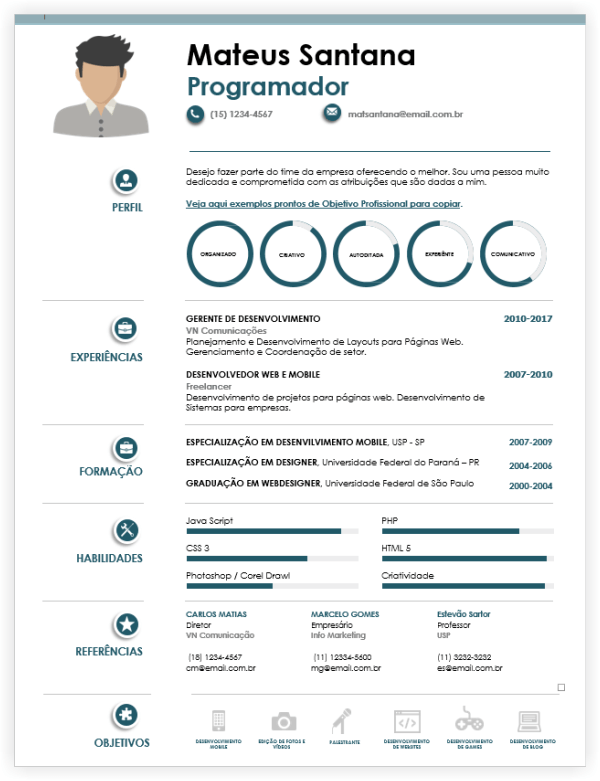 Mateus Santana
Programador
(15) 1234-4567
matsantana@email.com.br
PERFIL
Desejo fazer parte do time da empresa oferecendo o melhor. Sou uma pessoa muito
dedicada e comprometida com as atribuições que são dadas a mim.
Veja aqui exemplos prontos de Objetivo Profissional para copiar.
ORGANIZADO
CRIATIVO
AUTODITADA
EXPERIÊNTE
COMUNICATIVO
EXPERIÊNCIAS
GERENTE DE DESENVOLVIMENTO 2010-2017
VN Comunicações
Planejamento e Desenvolvimento de Layouts para Páginas Web.
Gerenciamento e Coordenação de setor.
DESENVOLVEDOR WEB E MOBILE 2007-2010
Freelancer
Desenvolvimento de projetos para páginas web. Desenvolvimento de
Sistemas para empresas.
FORMAÇÃO
ESPECIALIZAÇÃO EM DESENVILVIMENTO MOBILE, USP - SP 2007-2009
ESPECIALIZAÇÃO EM DESIGNER, Universidade Federal do Paraná – PR 2004-2006
GRADUAÇÃO EM WEBDESIGNER, Universidade Federal de São Paulo 2000-2004
HABILIDADES
Java Script
PHP
CSS 3
HTML 5
Photoshop / Corel Drawl
Criatividade
REFERÊNCIAS
CARLOS MATIAS
Diretor
VN Comunicação
(18) 1234-4567
cm@email.com.br
MARCELO GOMES
Empresário
Info Marketing
(11) 12334-5600
mg@email.com.br
Estevão Sartor
Professor
USP
(11) 3232-3232
es@email.com.br
OBJETIVOS
DESENVOLVIMENTO
MOBILE
EDIÇÃO DE FOTOS E
VÍDEOS
PALESTRANTE
DESENVOLVIMENTO
DE WEBSITES
DESENVOLVIMENTO
DE GAMES
DESENVOLVIMENTO
DE BLOG